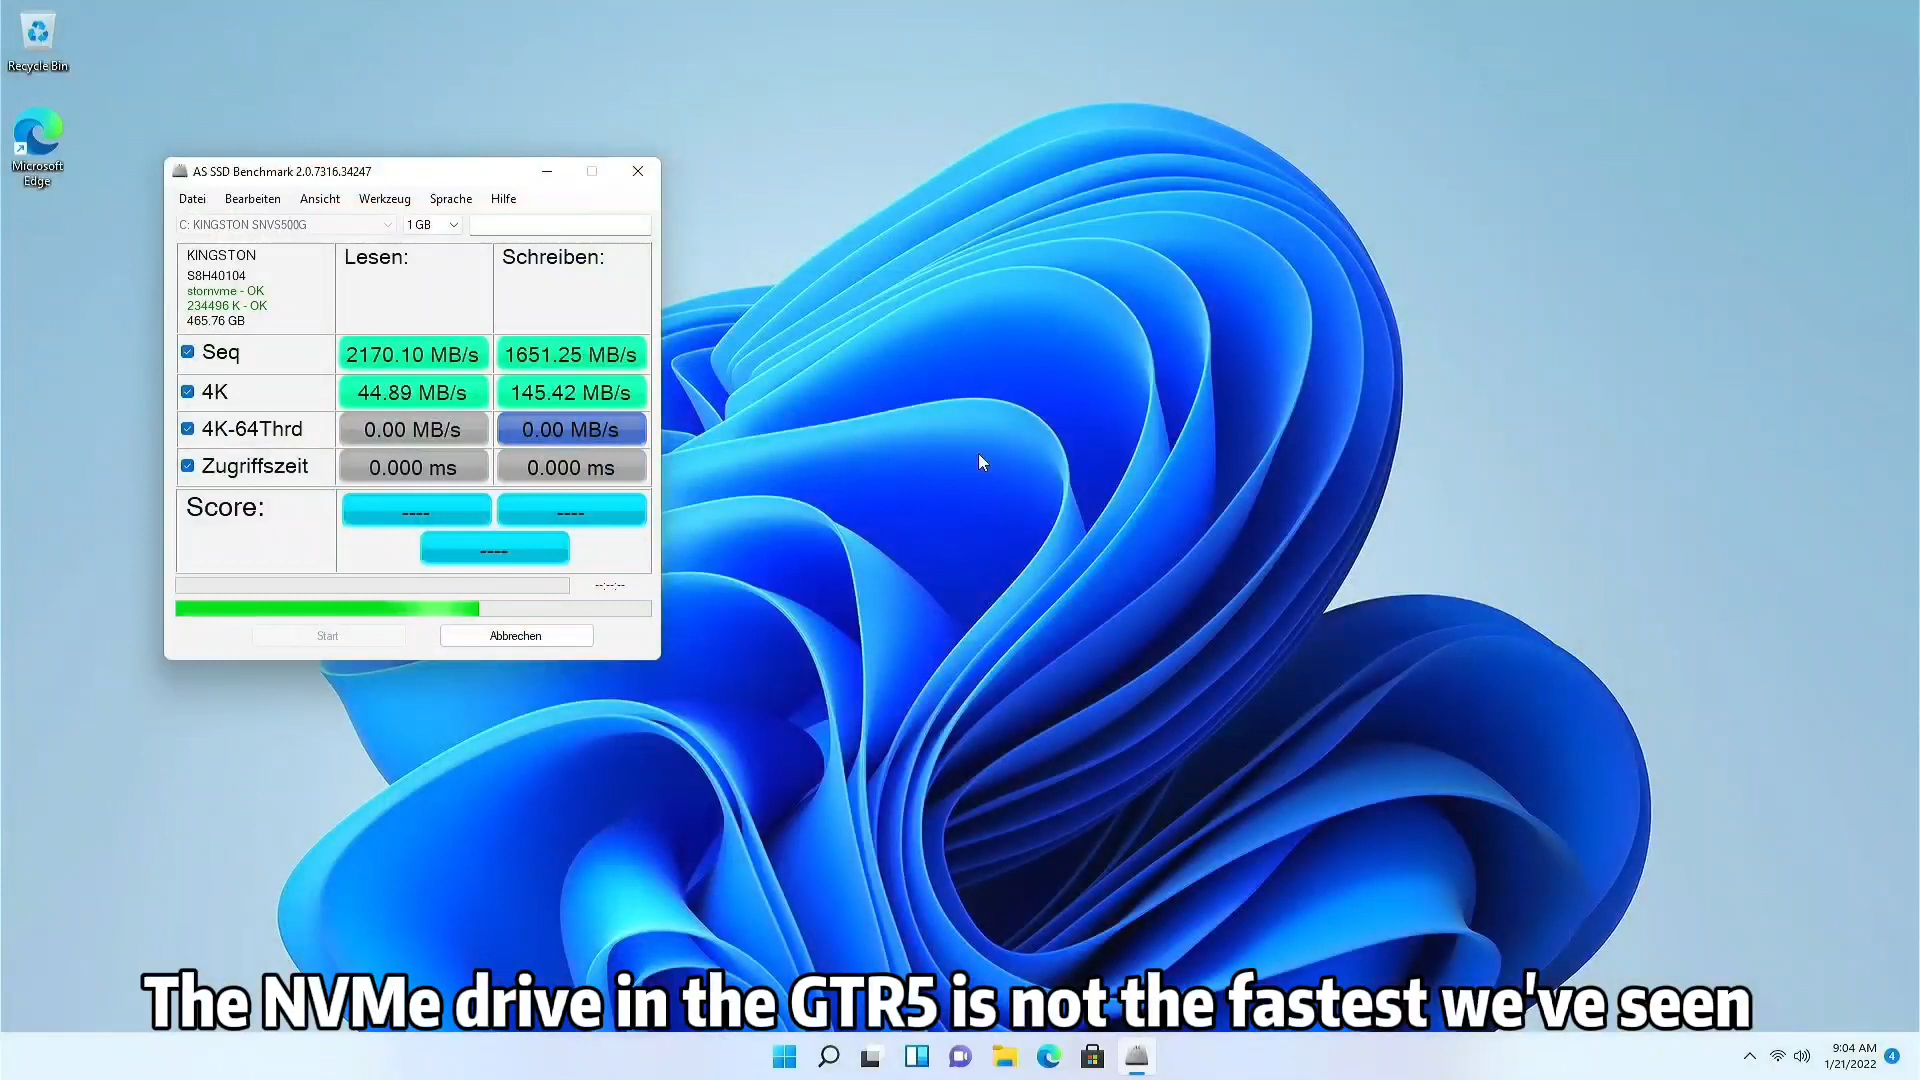 Recycle Bin
Microsoft
Edge
AS SSD Benchmark 2.0.7316.34247
Datei Bearbeiten Ansicht Werkzeug Sprache Hilfe
C: KINGSTON SNVS500G 1 GB
KINGSTON
S8H40104
stornvme - OK
234496 K - OK
465.76 GB
Lesen: Schreiben:
Seq 2170.10 MB/s 1651.25 MB/s
4K 44.89 MB/s 145.42 MB/s
4K-64Thrd 0.00 MB/s 0.00 MB/s
Zugriffszeit 0.000 ms 0.000 ms
Score: ---- ----
----
--:--:--
Start Abbrechen
The NVMe drive in the GTR5 is not the fastest we've seen
9:04 AM
1/21/2022
4